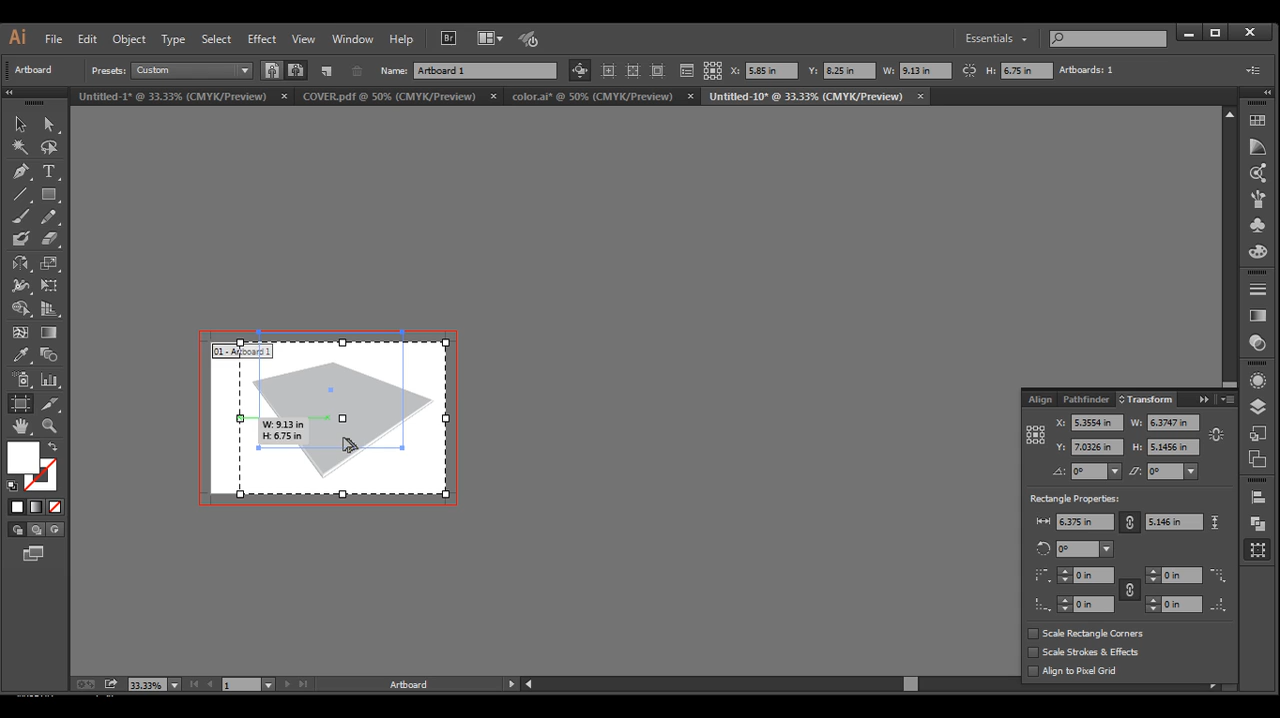 Ai File Edit Object Type Select Effect View Window Help Br Essentials
Artboard Presets: Custom Name: Artboard 1 X: 5.85 in Y: 8.25 in W: 9.13 in H: 6.75 in Artboards: 1
Untitled-1* @ 33.33% (CMYK/Preview) COVER.pdf @ 50% (CMYK/Preview) color.ai* @ 50% (CMYK/Preview) Untitled-10* @ 33.33% (CMYK/Preview)
01 - Artboard 1
W: 9.13 in
H: 6.75 in
Align Pathfinder Transform
X: 5.3554 in W: 6.3747 in
Y: 7.0326 in H: 5.1456 in
0° 0°
Rectangle Properties:
6.375 in 5.146 in
0°
0 in 0 in
0 in 0 in
Scale Rectangle Corners
Scale Strokes & Effects
Align to Pixel Grid
33.33% 1 Artboard